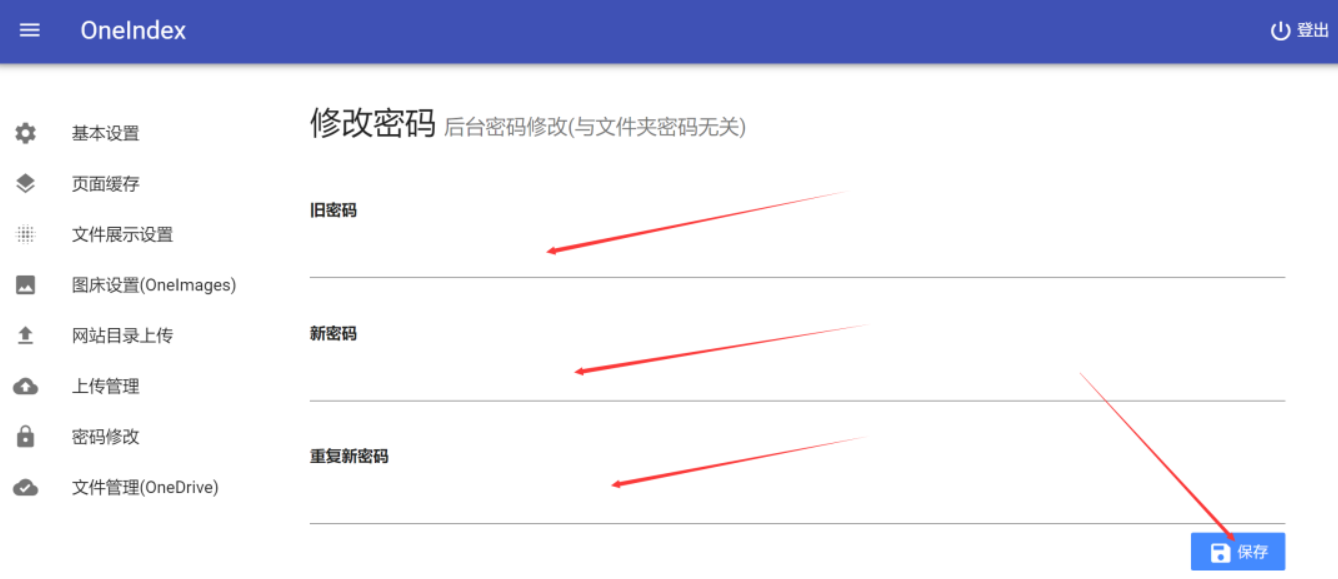 OneIndex
登出
基本设置
页面缓存
文件展示设置
图床设置(OneImages)
网站目录上传
上传管理
密码修改
文件管理(OneDrive)
修改密码 后台密码修改(与文件夹密码无关)
旧密码
新密码
重复新密码
保存